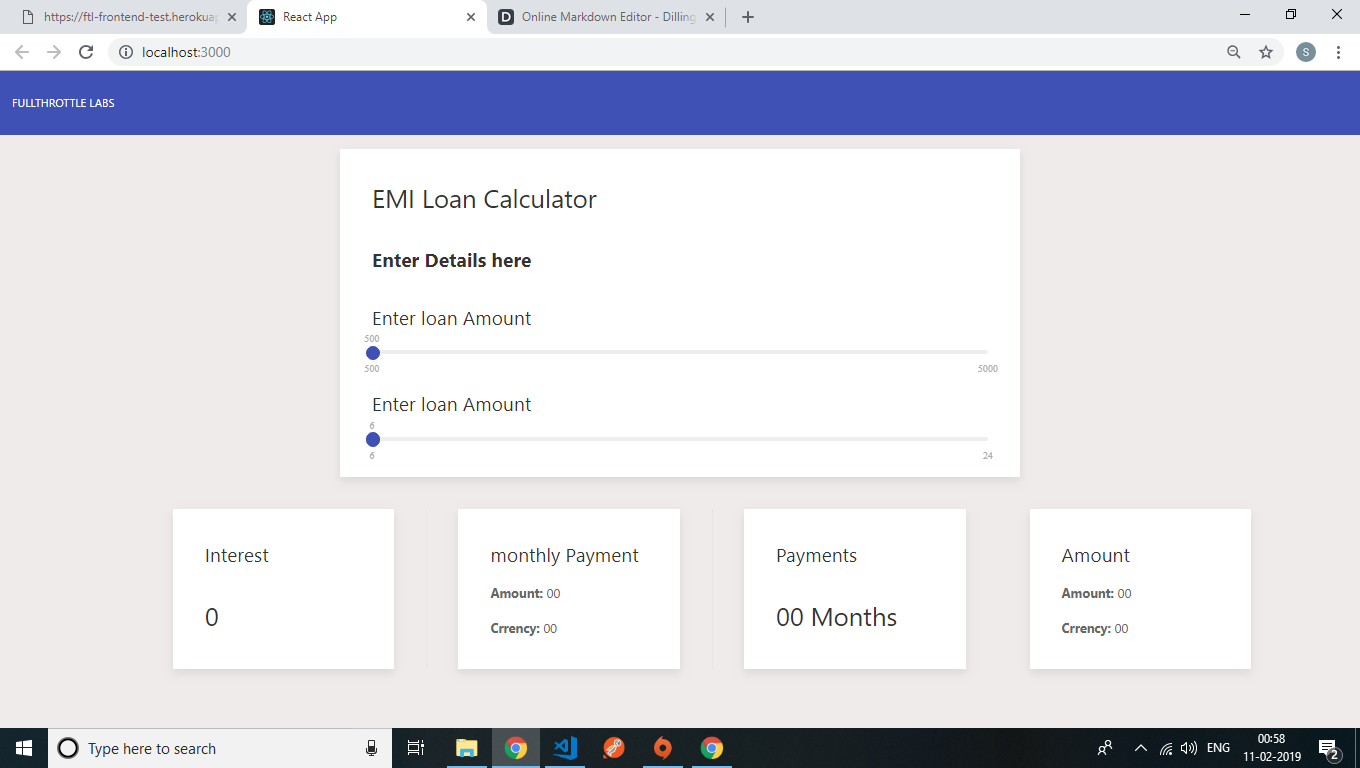 https://ftl-frontend-test.herokuap
React App
Online Markdown Editor - Dilling
localhost:3000
S
FULLTHROTTLE LABS
EMI Loan Calculator
Enter Details here
Enter loan Amount
500
500 5000
Enter loan Amount
6
6 24
Interest
0
monthly Payment
Amount: 00
Crrency: 00
Payments
00 Months
Amount
Amount: 00
Crrency: 00
Type here to search
ENG
00:58
11-02-2019
2